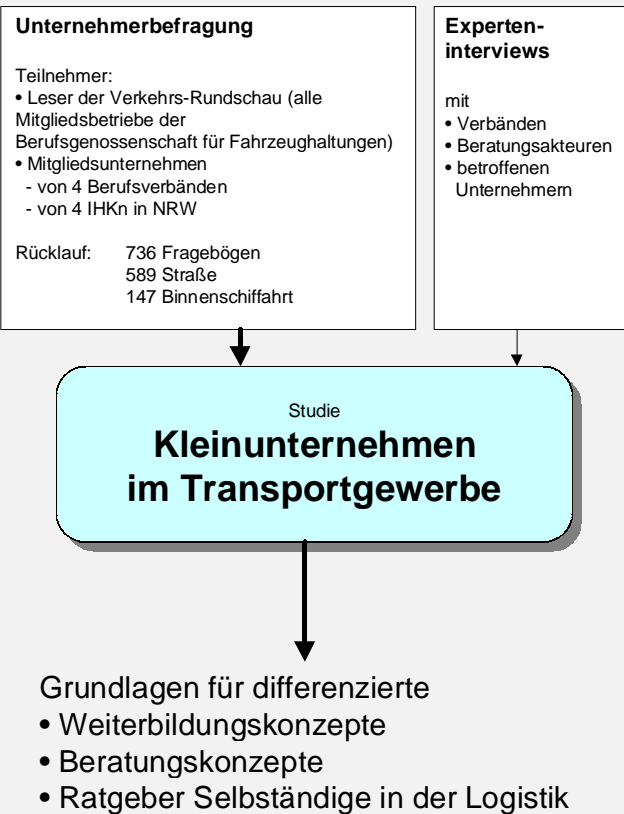 Unternehmerbefragung
Teilnehmer:
• Leser der Verkehrs-Rundschau (alle
Mitgliedsbetriebe der
Berufsgenossenschaft für Fahrzeughaltungen)
• Mitgliedsunternehmen
- von 4 Berufsverbänden
- von 4 IHKn in NRW
Rücklauf: 736 Fragebögen
589 Straße
147 Binnenschiffahrt
Experten-
interviews
mit
• Verbänden
• Beratungsakteuren
• betroffenen
Unternehmern
Studie
Kleinunternehmen
im Transportgewerbe
Grundlagen für differenzierte
• Weiterbildungskonzepte
• Beratungskonzepte
• Ratgeber Selbständige in der Logistik